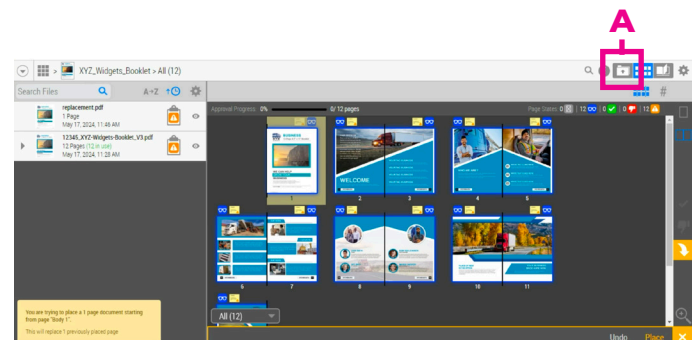 A
> XYZ_Widgets_Booklet > All (12)
Search Files
A→Z
#
replacement.pdf
1 Page
May 17, 2024, 11:46 AM
12345_XYZ-Widgets-Booklet_V3.pdf
12 Pages (12 in use)
May 17, 2024, 11:28 AM
Approval Progress: 0% 0/ 12 pages
Page States: 0 | 12 | 0 | 0 | 12
BUSINESS
WELCOME
1 2 3 4 5
6 7 8 9 10 11
All (12)
You are trying to place a 1 page document starting
from page "Body 1".
This will replace 1 previously placed page
Undo Place ×